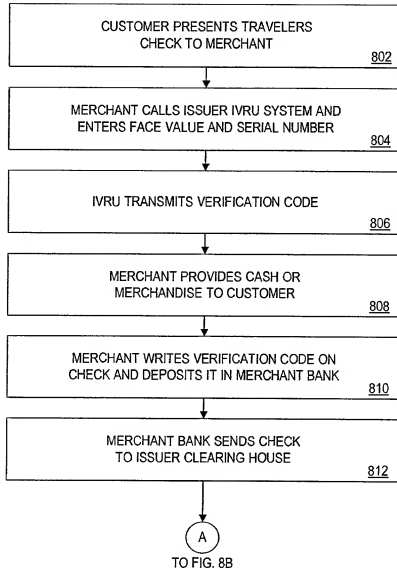 CUSTOMER PRESENTS TRAVELERS
CHECK TO MERCHANT
802
MERCHANT CALLS ISSUER IVRU SYSTEM AND
ENTERS FACE VALUE AND SERIAL NUMBER
804
IVRU TRANSMITS VERIFICATION CODE
806
MERCHANT PROVIDES CASH OR
MERCHANDISE TO CUSTOMER
808
MERCHANT WRITES VERIFICATION CODE ON
CHECK AND DEPOSITS IT IN MERCHANT BANK
810
MERCHANT BANK SENDS CHECK
TO ISSUER CLEARING HOUSE
812
A
TO FIG. 8B